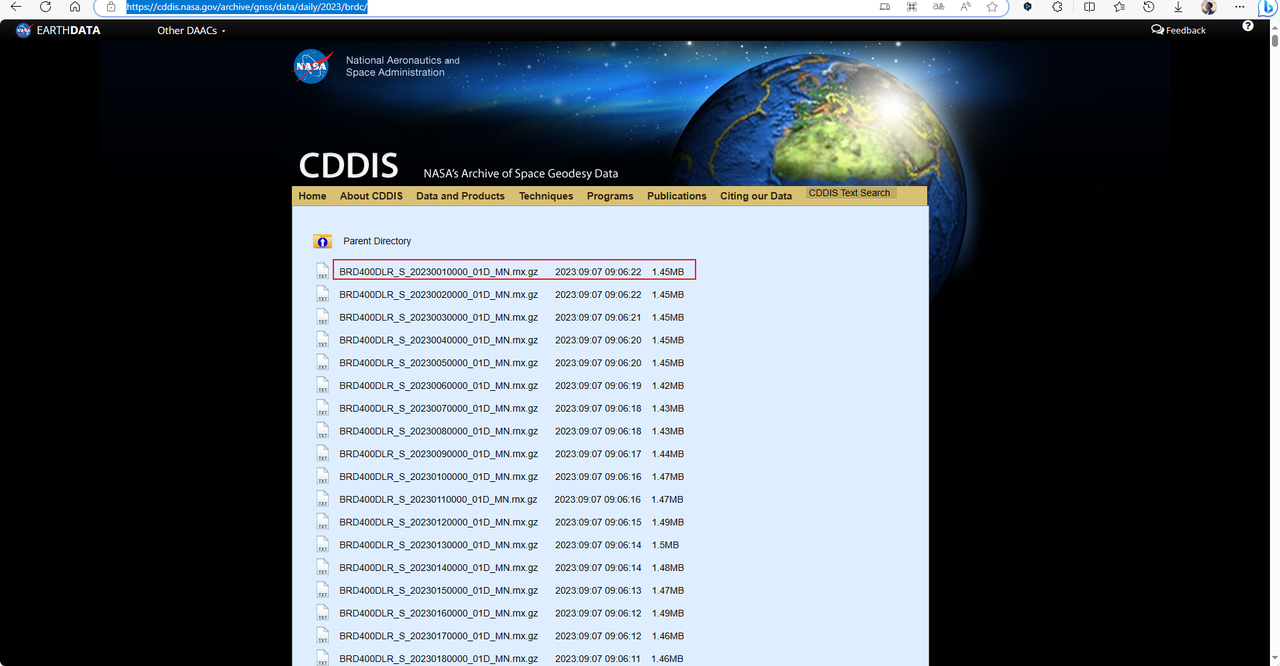 https://cddis.nasa.gov/archive/gnss/data/daily/2023/brdc/
EARTHDATA Other DAACs Feedback ?
NASA
National Aeronautics and
Space Administration
CDDIS NASA's Archive of Space Geodesy Data
Home About CDDIS Data and Products Techniques Programs Publications Citing our Data CDDIS Text Search
Parent Directory
BRD400DLR_S_20230010000_01D_MN.rnx.gz 2023:09:07 09:06:22 1.45MB
BRD400DLR_S_20230020000_01D_MN.rnx.gz 2023:09:07 09:06:22 1.45MB
BRD400DLR_S_20230030000_01D_MN.rnx.gz 2023:09:07 09:06:21 1.45MB
BRD400DLR_S_20230040000_01D_MN.rnx.gz 2023:09:07 09:06:20 1.45MB
BRD400DLR_S_20230050000_01D_MN.rnx.gz 2023:09:07 09:06:20 1.45MB
BRD400DLR_S_20230060000_01D_MN.rnx.gz 2023:09:07 09:06:19 1.42MB
BRD400DLR_S_20230070000_01D_MN.rnx.gz 2023:09:07 09:06:18 1.43MB
BRD400DLR_S_20230080000_01D_MN.rnx.gz 2023:09:07 09:06:18 1.43MB
BRD400DLR_S_20230090000_01D_MN.rnx.gz 2023:09:07 09:06:17 1.44MB
BRD400DLR_S_20230100000_01D_MN.rnx.gz 2023:09:07 09:06:16 1.47MB
BRD400DLR_S_20230110000_01D_MN.rnx.gz 2023:09:07 09:06:16 1.47MB
BRD400DLR_S_20230120000_01D_MN.rnx.gz 2023:09:07 09:06:15 1.49MB
BRD400DLR_S_20230130000_01D_MN.rnx.gz 2023:09:07 09:06:14 1.5MB
BRD400DLR_S_20230140000_01D_MN.rnx.gz 2023:09:07 09:06:14 1.48MB
BRD400DLR_S_20230150000_01D_MN.rnx.gz 2023:09:07 09:06:13 1.47MB
BRD400DLR_S_20230160000_01D_MN.rnx.gz 2023:09:07 09:06:12 1.49MB
BRD400DLR_S_20230170000_01D_MN.rnx.gz 2023:09:07 09:06:12 1.46MB
BRD400DLR_S_20230180000_01D_MN.rnx.gz 2023:09:07 09:06:11 1.46MB